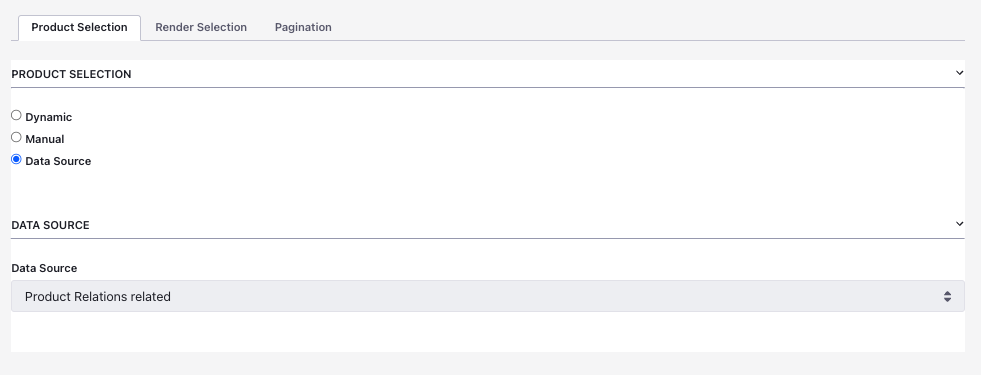 Product Selection Render Selection Pagination
PRODUCT SELECTION
Dynamic
Manual
Data Source
DATA SOURCE
Data Source
Product Relations related